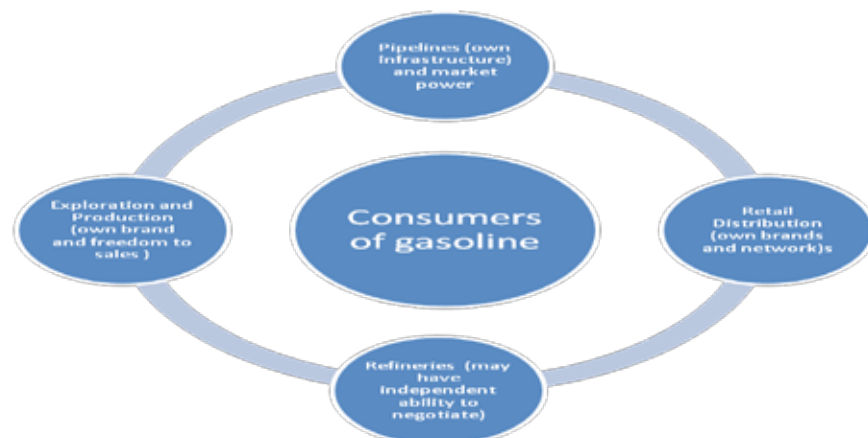 Pipelines (own
infrastructure)
and market
power
Exploration and
Production
(own brand
and freedom to
sales )
Consumers
of gasoline
Retail
Distribution
(own brands
and network)s
Refineries  (may
have
independent
ability to
negotiate)